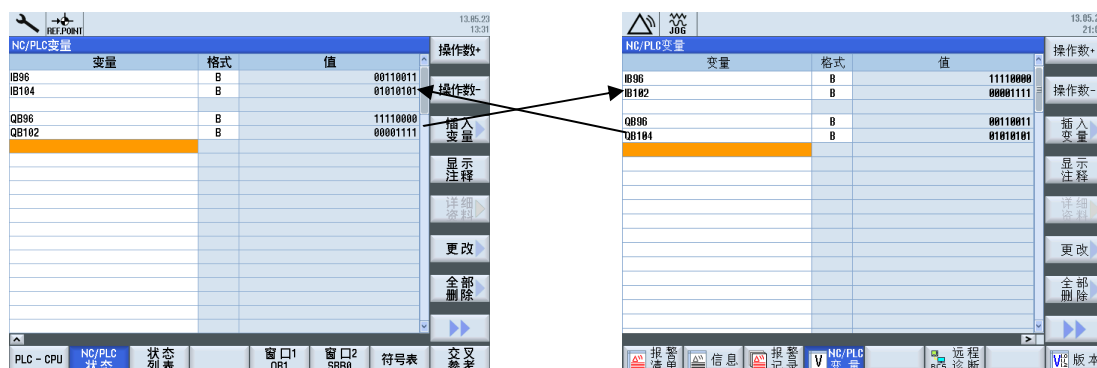 REF.POINT
13.05.23
13:31
NC/PLC变量
变量 格式 值
IB96 B 00110011
IB104 B 01010101
QB96 B 11110000
QB102 B 00001111
操作数+
操作数-
插入
变量
显示
注释
详细
资料
更改
全部
删除
PLC - CPU
NC/PLC
状态
状态
列表
窗口1
OB1
窗口2
SBR0
符号表
交叉
参考
JOG
13.05.2
21:0
NC/PLC变量
变量 格式 值
IB96 B 11110000
IB102 B 00001111
QB96 B 00110011
QB104 B 01010101
操作数+
操作数-
插入
变量
显示
注释
详细
资料
更改
全部
删除
报警
清单
信息
报警
记录
V NC/PLC
变量
RCS
远程
诊断
版本